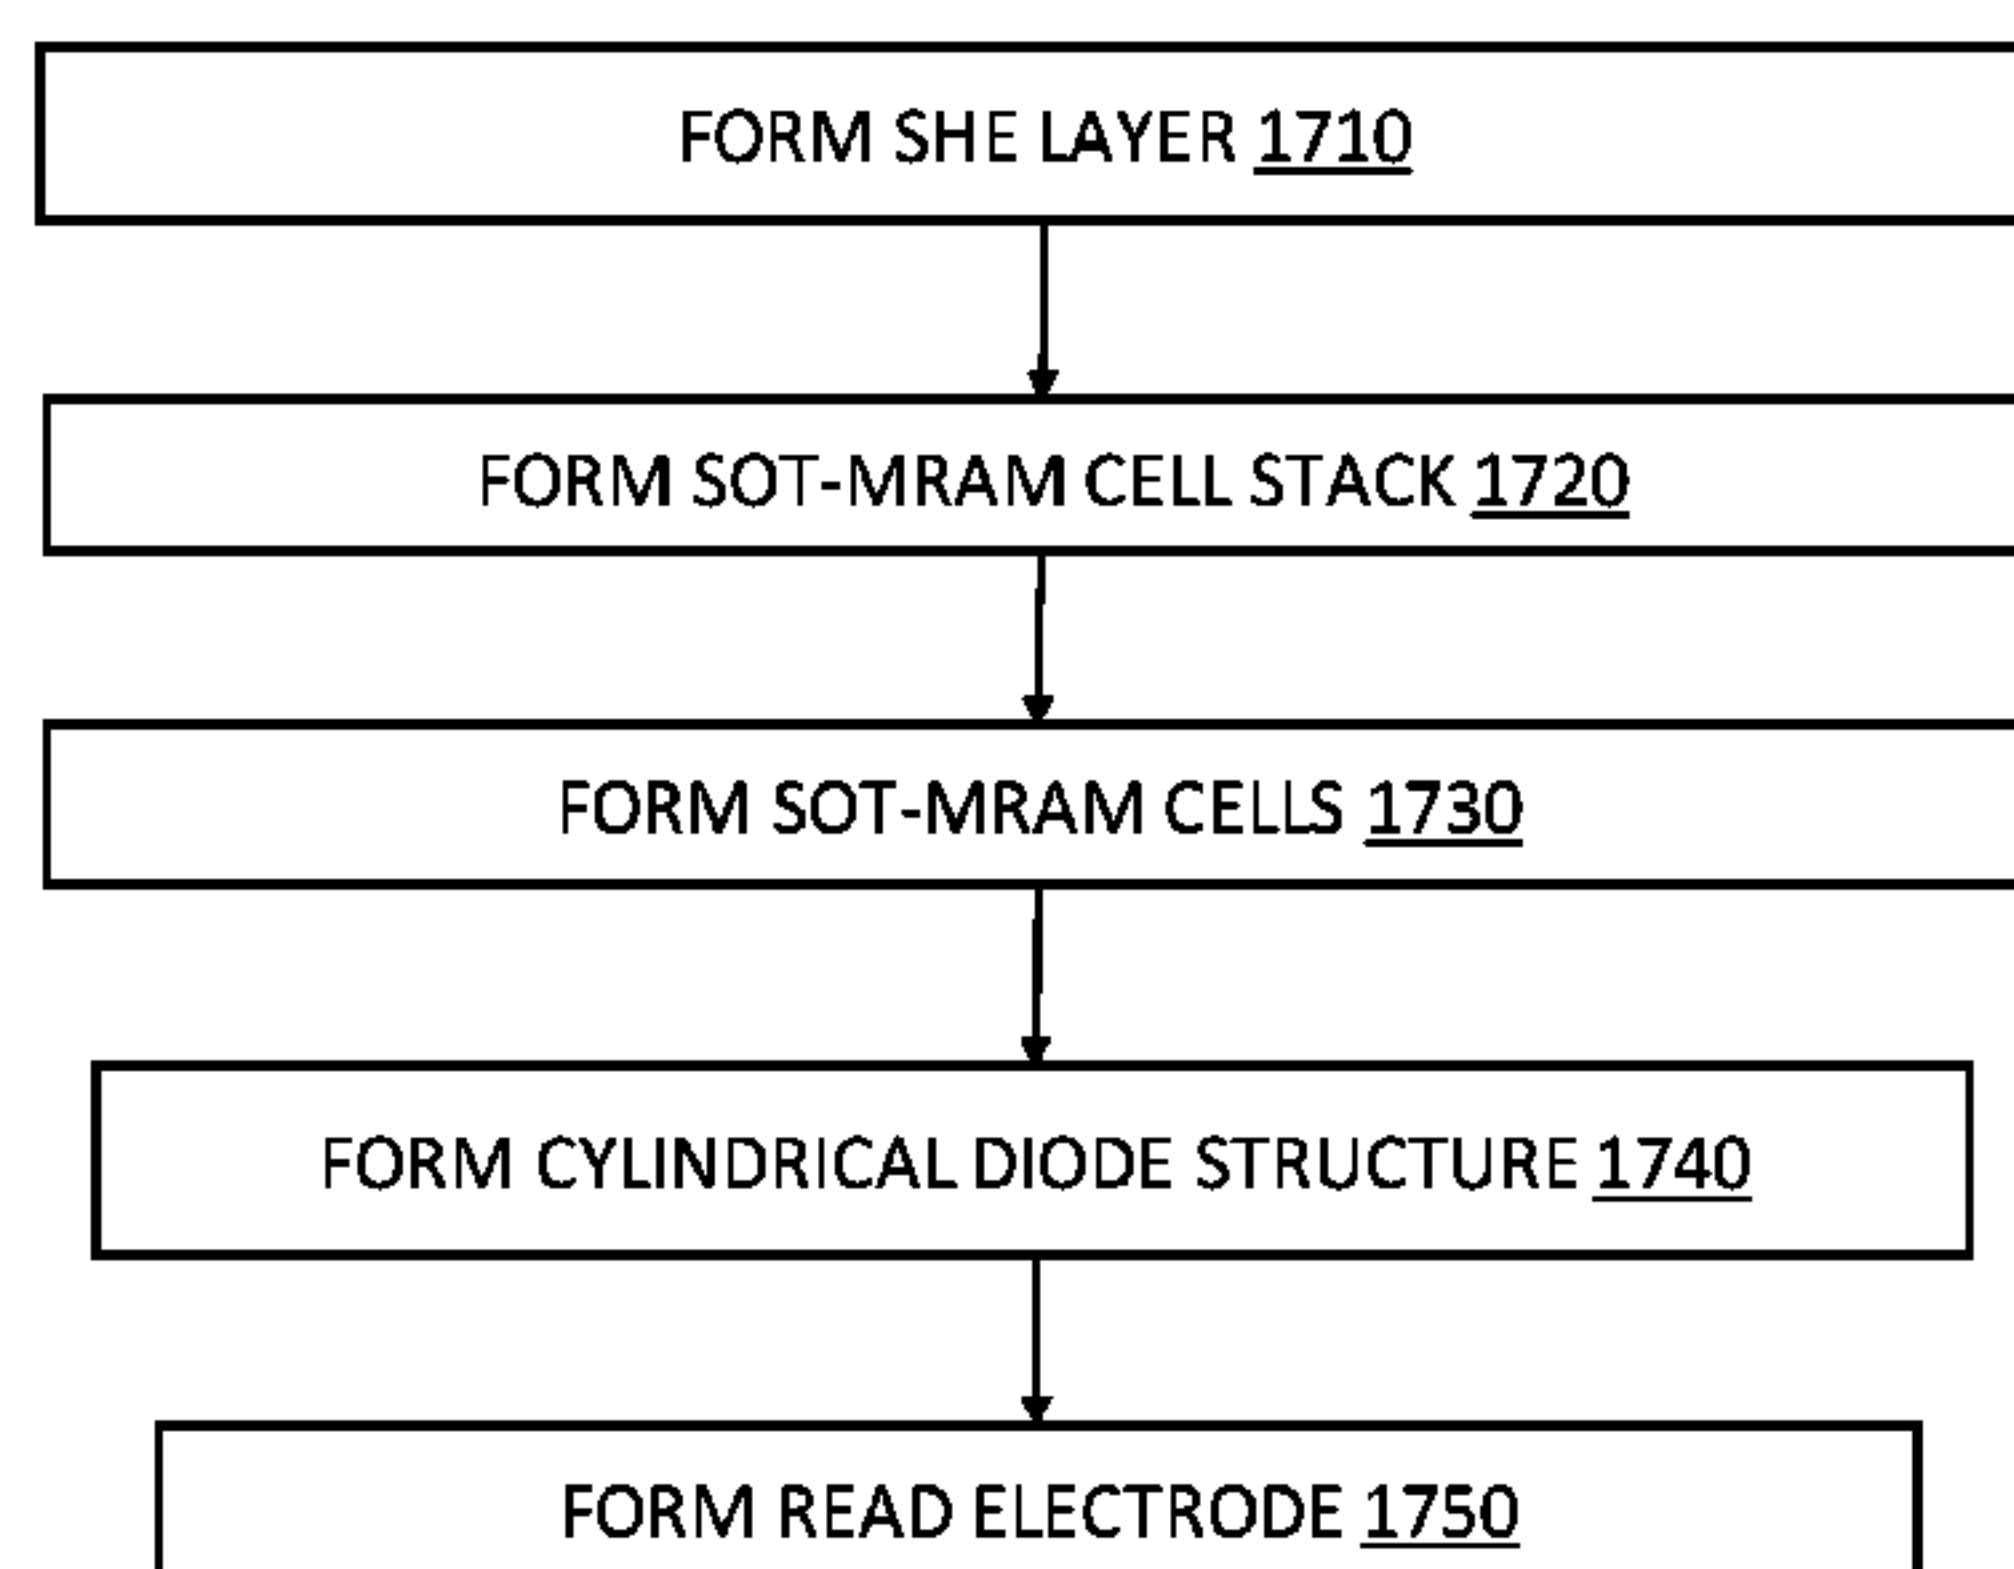 FORM SHE LAYER 1710
FORM SOT-MRAM CELL STACK 1720
FORM SOT-MRAM CELLS 1730
FORM CYLINDRICAL DIODE STRUCTURE 1740
FORM READ ELECTRODE 1750